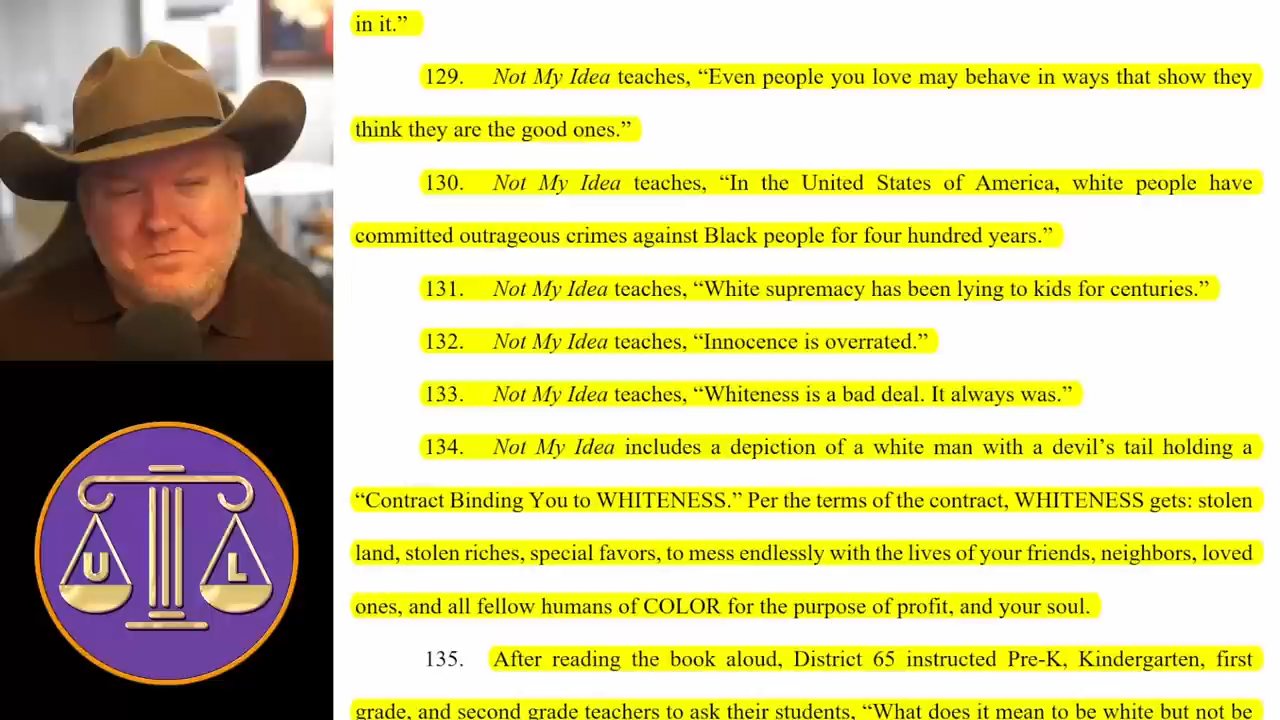 in it.”
129. Not My Idea teaches, “Even people you love may behave in ways that show they
think they are the good ones.”
130. Not My Idea teaches, “In the United States of America, white people have
committed outrageous crimes against Black people for four hundred years.”
131. Not My Idea teaches, “White supremacy has been lying to kids for centuries.”
132. Not My Idea teaches, “Innocence is overrated.”
133. Not My Idea teaches, “Whiteness is a bad deal. It always was.”
134. Not My Idea includes a depiction of a white man with a devil’s tail holding a
“Contract Binding You to WHITENESS.” Per the terms of the contract, WHITENESS gets: stolen
land, stolen riches, special favors, to mess endlessly with the lives of your friends, neighbors, loved
ones, and all fellow humans of COLOR for the purpose of profit, and your soul.
135. After reading the book aloud, District 65 instructed Pre-K, Kindergarten, first
grade, and second grade teachers to ask their students, “What does it mean to be white but not be
U L